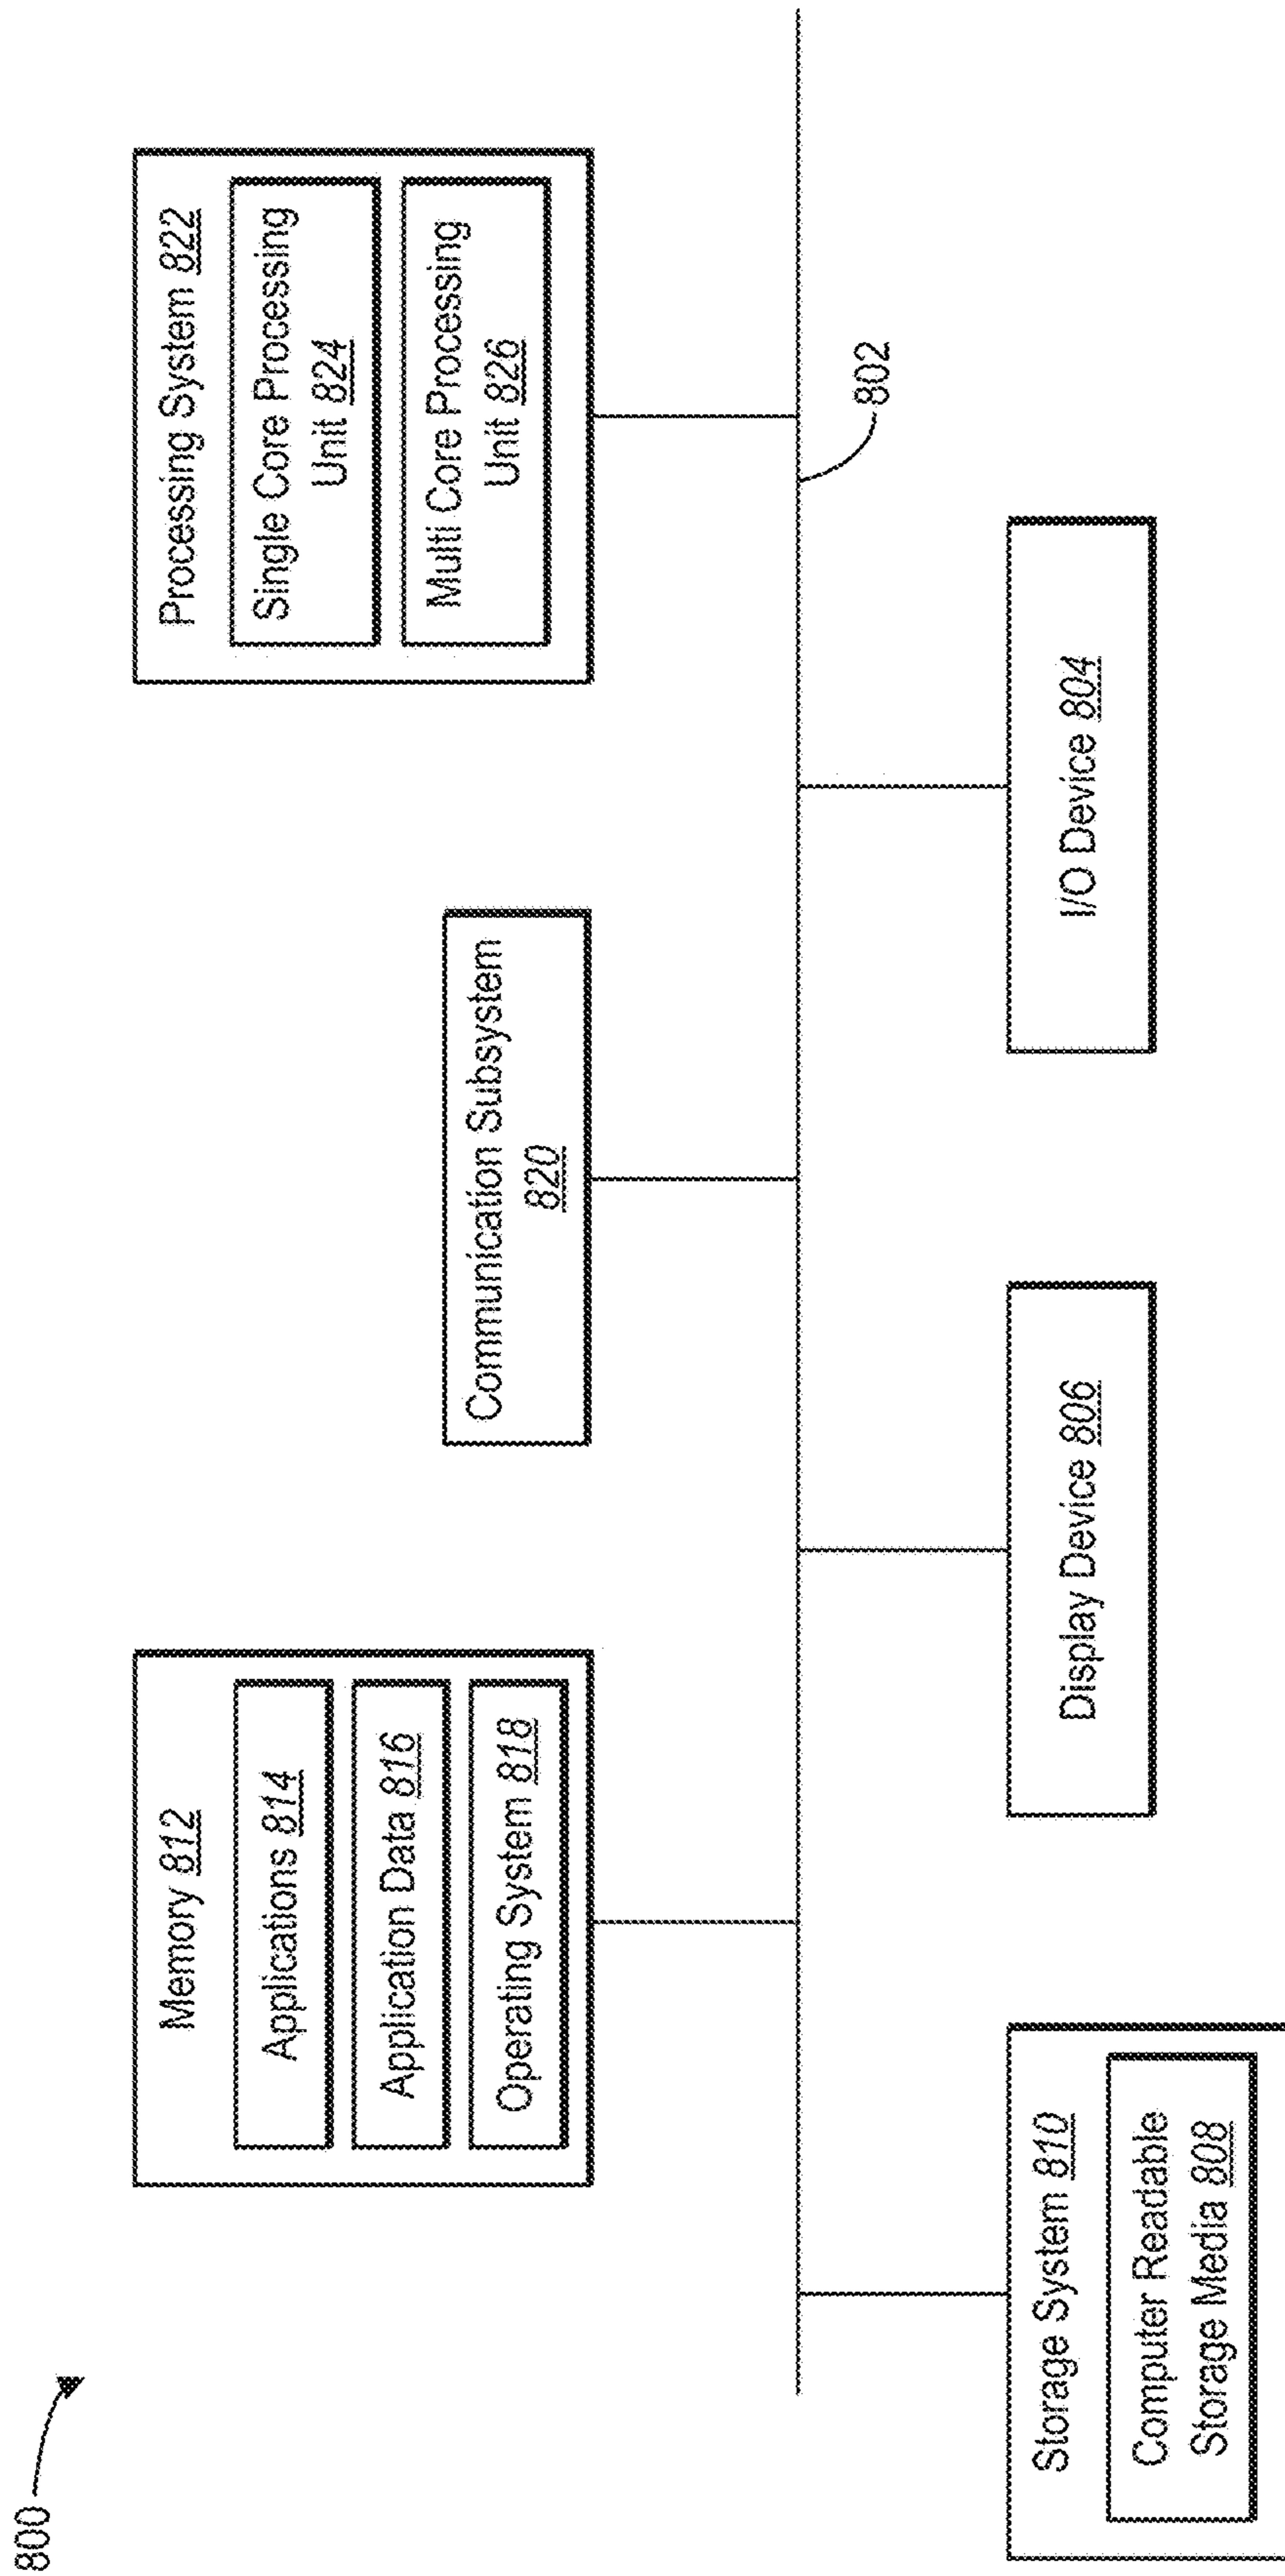 800
Memory 812
Applications 814
Application Data 816
Operating System 818
Communication Subsystem
820
Processing System 822
Single Core Processing
Unit 824
Multi Core Processing
Unit 826
802
Storage System 810
Computer Readable
Storage Media 808
Display Device 806
I/O Device 804